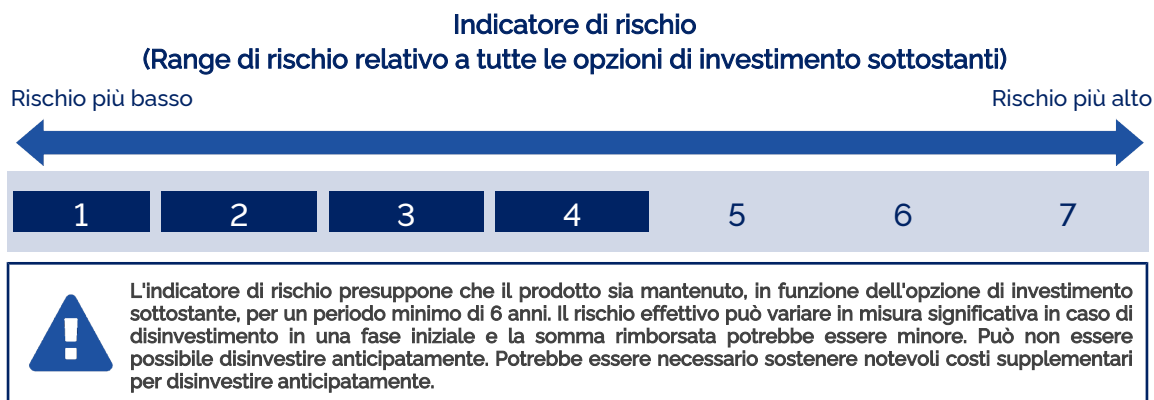 Indicatore di rischio
(Range di rischio relativo a tutte le opzioni di investimento sottostanti)
Rischio più basso Rischio più alto
1 2 3 4 5 6 7
L'indicatore di rischio presuppone che il prodotto sia mantenuto, in funzione dell'opzione di investimento
sottostante, per un periodo minimo di 6 anni. Il rischio effettivo può variare in misura significativa in caso di
disinvestimento in una fase iniziale e la somma rimborsata potrebbe essere minore. Può non essere
possibile disinvestire anticipatamente. Potrebbe essere necessario sostenere notevoli costi supplementari
per disinvestire anticipatamente.